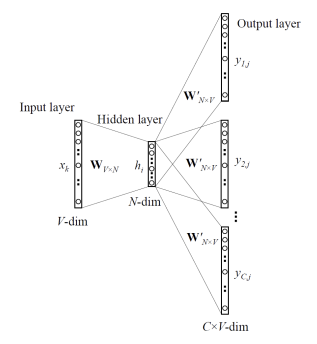 Output layer
y1,j
W'N×V
Input layer
Hidden layer
xk
WV×N
hi
W'N×V
y2,j
N-dim
V-dim
W'N×V
yC,j
C×V-dim